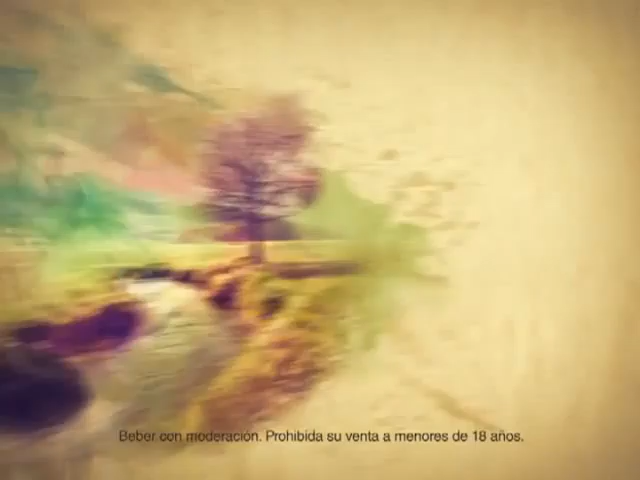 Beber con moderación. Prohibida su venta a menores de 18 años.